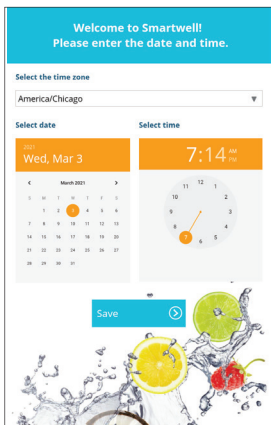 Welcome to Smartwell!
Please enter the date and time.
Select the time zone
America/Chicago
Select date
Select time
2021
Wed, Mar 3
7:14 AM
PM
March 2021
S M T W T F S
1 2 3 4 5 6
7 8 9 10 11 12 13
14 15 16 17 18 19 20
21 22 23 24 25 26 27
28 29 30 31
12
11 1
10 2
9 3
8 4
7 6 5
Save